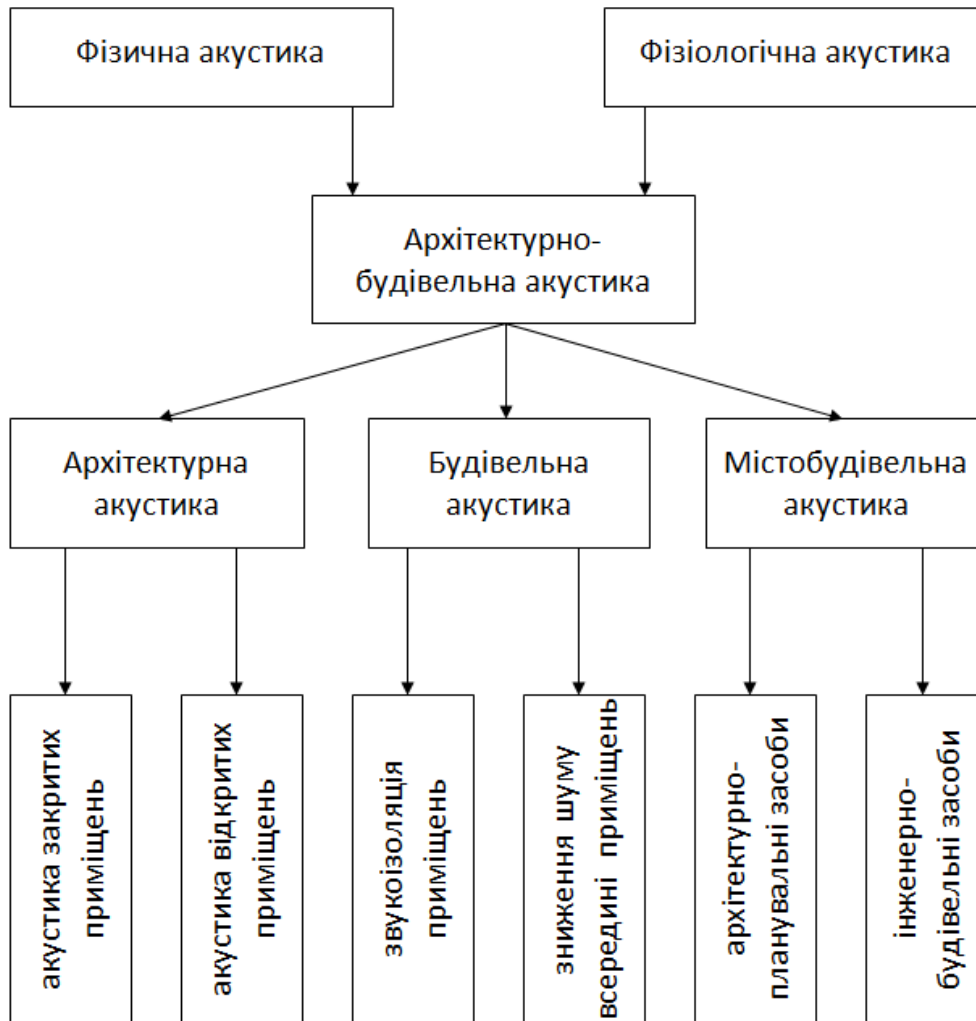 Фізична акустика
Фізіологічна акустика
Архітектурно-
будівельна акустика
Архітектурна
акустика
Будівельна
акустика
Містобудівельна
акустика
акустика закритих
приміщень
акустика відкритих
приміщень
звукоізоляція
приміщень
зниження шуму
всередині приміщень
архітектурно-
планувальні засоби
інженерно-
будівельні засоби